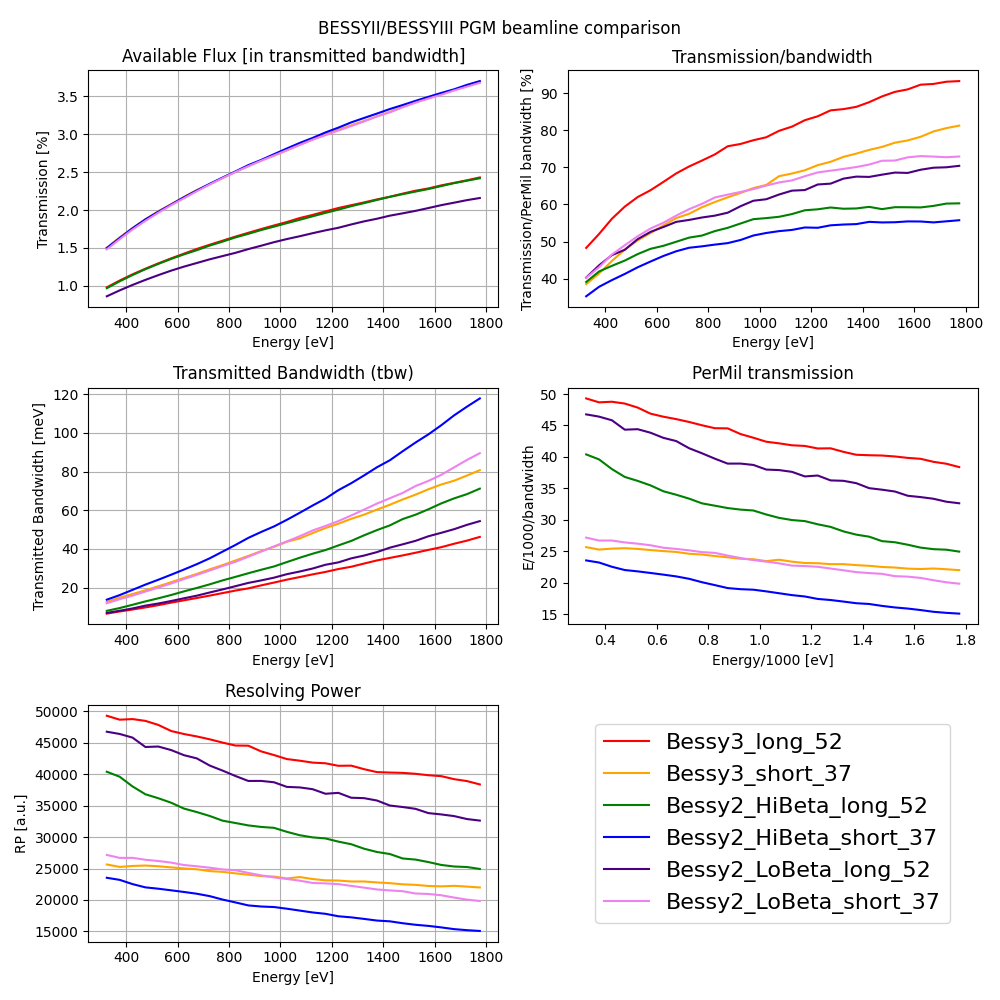 BESSYII/BESSYIII PGM beamline comparison
Available Flux [in transmitted bandwidth]
Transmission [%]
3.5
3.0
2.5
2.0
1.5
1.0
400 600 800 1000 1200 1400 1600 1800
Energy [eV]
Transmission/bandwidth
Transmission/PerMil bandwidth [%]
90
80
70
60
50
40
400 600 800 1000 1200 1400 1600 1800
Energy [eV]
Transmitted Bandwidth (tbw)
Transmitted Bandwidth [meV]
120
100
80
60
40
20
400 600 800 1000 1200 1400 1600 1800
Energy [eV]
PerMil transmission
E/1000/bandwidth
50
45
40
35
30
25
20
15
0.4 0.6 0.8 1.0 1.2 1.4 1.6 1.8
Energy/1000 [eV]
Resolving Power
RP [a.u.]
50000
45000
40000
35000
30000
25000
20000
15000
400 600 800 1000 1200 1400 1600 1800
Energy [eV]
Bessy3_long_52
Bessy3_short_37
Bessy2_HiBeta_long_52
Bessy2_HiBeta_short_37
Bessy2_LoBeta_long_52
Bessy2_LoBeta_short_37